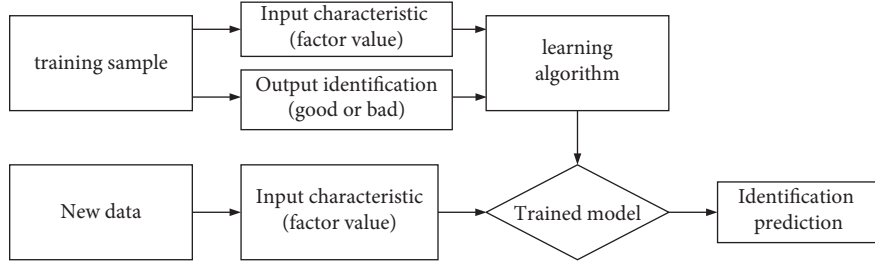 training sample
Input characteristic
(factor value)
Output identification
(good or bad)
learning
algorithm
New data
Input characteristic
(factor value)
Trained model
Identification
prediction